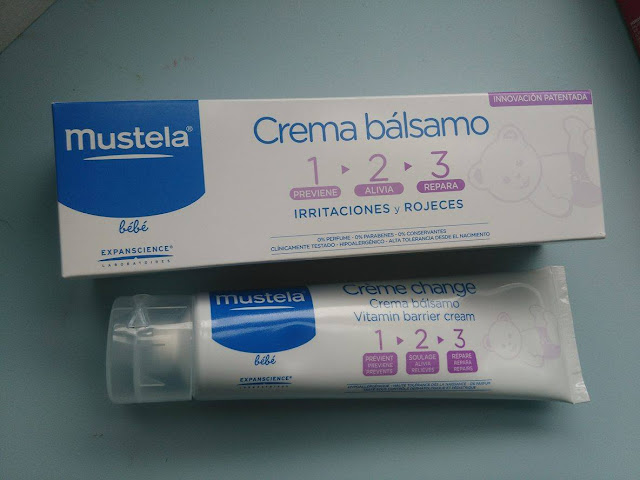 INNOVACIÓN PATENTADA
mustela®
Crema bálsamo
1 2 3
PREVIENE ALIVIA REPARA
IRRITACIONES y ROJECES
bébé
EXPANSCIENCE®
LABORATOIRES
0% PERFUME - 0% PARABENES - 0% CONSERVANTES
CLÍNICAMENTE TESTADO - HIPOALERGÉNICO - ALTA TOLERANCIA DESDE EL NACIMIENTO
mustela®
Crème change
Crema bálsamo
Vitamin barrier cream
1 2 3
PRÉVIENT SOULAGE RÉPARE
PREVIENE ALIVIA REPARA
PREVENTS RELIEVES REPAIRS
bébé
EXPANSCIENCE®
LABORATOIRES